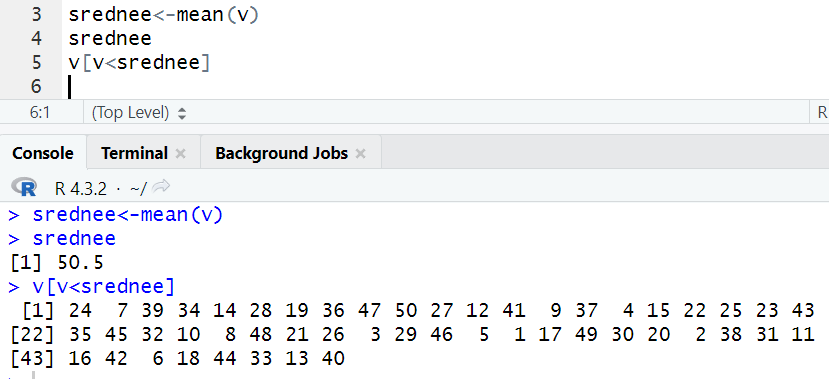 3 srednee<-mean(v)
4 srednee
5 v[v<srednee]
6
6:1 (Top Level) R
Console Terminal × Background Jobs ×
R R 4.3.2 · ~/
> srednee<-mean(v)
> srednee
[1] 50.5
> v[v<srednee]
[1] 24 7 39 34 14 28 19 36 47 50 27 12 41 9 37 4 15 22 25 23 43
[22] 35 45 32 10 8 48 21 26 3 29 46 5 1 17 49 30 20 2 38 31 11
[43] 16 42 6 18 44 33 13 40